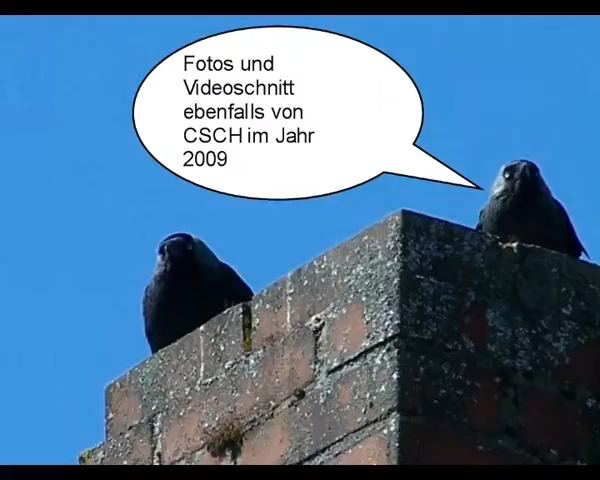 Fotos und
Videoschnitt
ebenfalls von
CSCH im Jahr
2009